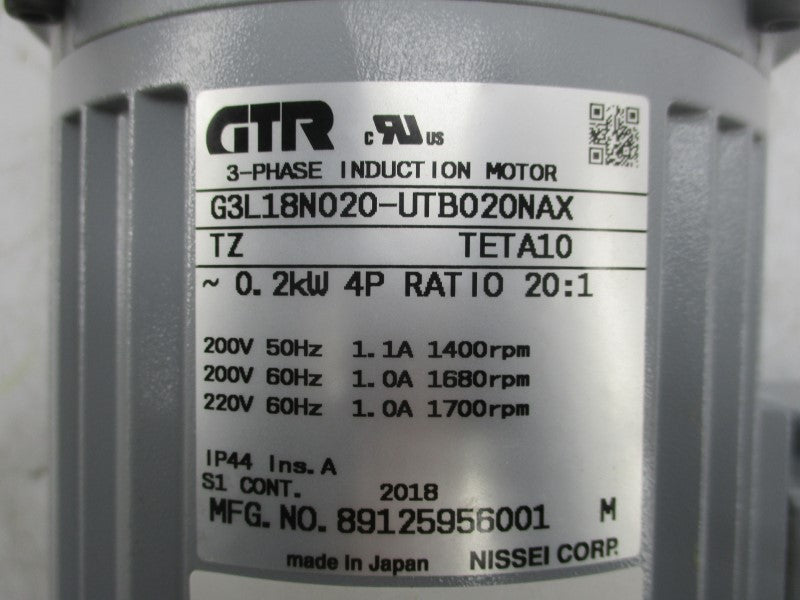 GTR c RU US
3-PHASE INDUCTION MOTOR
G3L18N020-UTB020NAX
TZ TETA10
~ 0.2kW 4P RATIO 20:1
200V 50Hz 1.1A 1400rpm
200V 60Hz 1.0A 1680rpm
220V 60Hz 1.0A 1700rpm
IP44 Ins.A
S1 CONT. 2018
MFG.NO.89125956001 M
made in Japan NISSEI CORP.